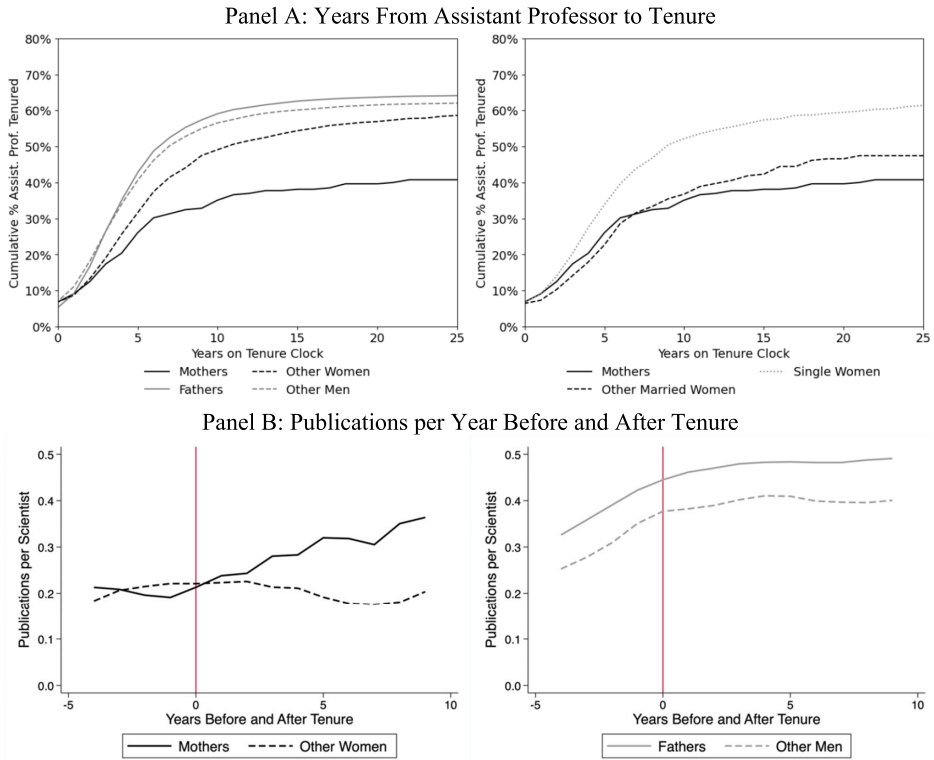 Panel A: Years From Assistant Professor to Tenure
Cumulative % Assist. Prof. Tenured
80%
70%
60%
50%
40%
30%
20%
10%
0%
0 5 10 15 20 25
Years on Tenure Clock
Mothers Other Women
Fathers Other Men
Cumulative % Assist. Prof. Tenured
80%
70%
60%
50%
40%
30%
20%
10%
0%
0 5 10 15 20 25
Years on Tenure Clock
Mothers Single Women
Other Married Women
Panel B: Publications per Year Before and After Tenure
Publications per Scientist
0.5
0.4
0.3
0.2
0.1
0.0
-5 0 5 10
Years Before and After Tenure
Mothers Other Women
Publications per Scientist
0.5
0.4
0.3
0.2
0.1
0.0
-5 0 5 10
Years Before and After Tenure
Fathers Other Men